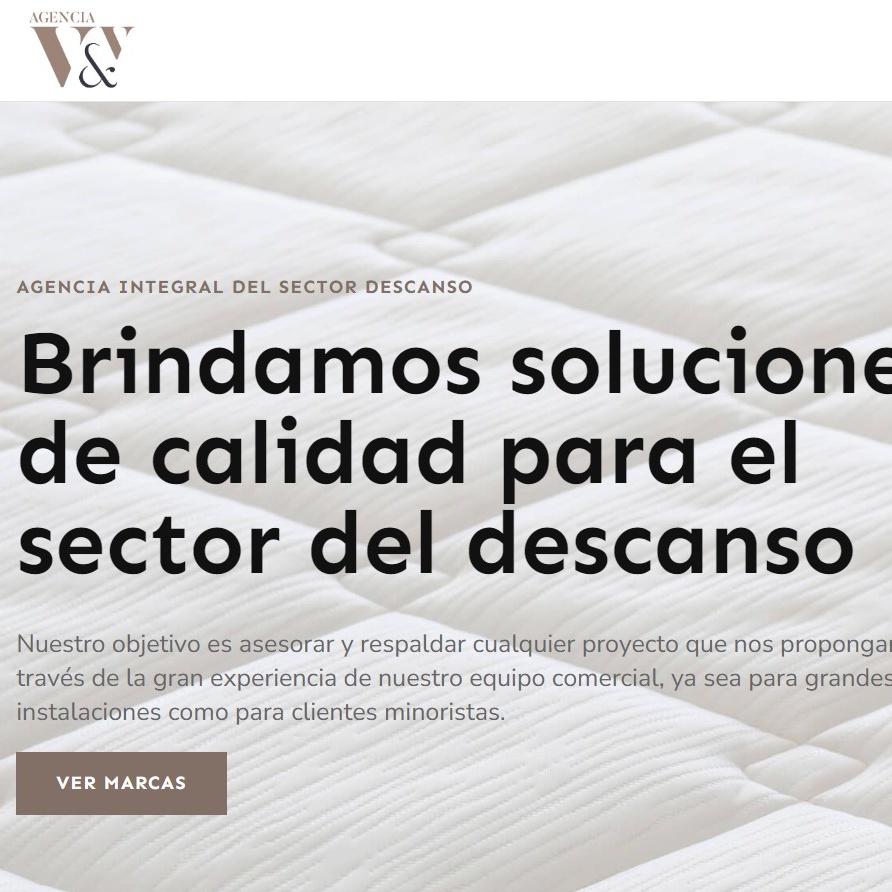 AGENCIA
V&V
AGENCIA INTEGRAL DEL SECTOR DESCANSO
Brindamos solucione
de calidad para el
sector del descanso
Nuestro objetivo es asesorar y respaldar cualquier proyecto que nos propongan
través de la gran experiencia de nuestro equipo comercial, ya sea para grandes
instalaciones como para clientes minoristas.
VER MARCAS